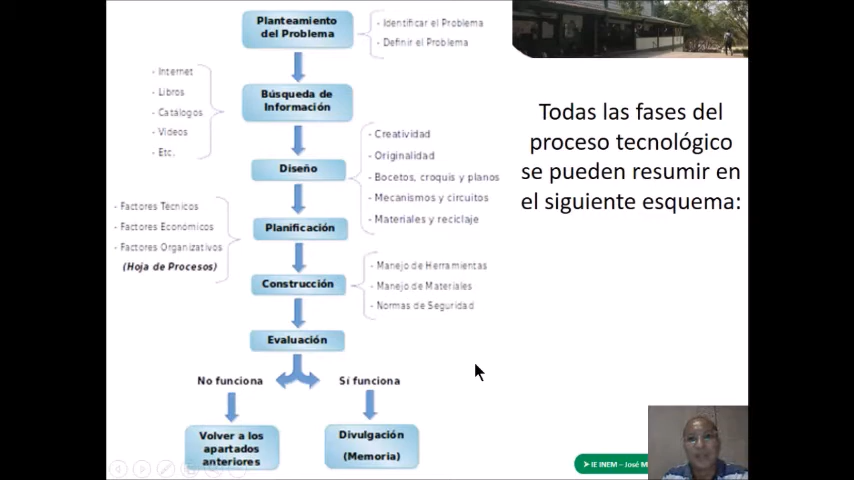 Planteamiento
del Problema
- Identificar el Problema
- Definir el Problema
- Internet
- Libros
- Catálogos
- Vídeos
- Etc.
Búsqueda de
Información
Diseño
- Creatividad
- Originalidad
- Bocetos, croquis y planos
- Mecanismos y circuitos
- Materiales y reciclaje
- Factores Técnicos
- Factores Económicos
- Factores Organizativos
(Hoja de Procesos)
Planificación
Construcción
- Manejo de Herramientas
- Manejo de Materiales
- Normas de Seguridad
Evaluación
No funciona
Sí funciona
Volver a los
apartados
anteriores
Divulgación
(Memoria)
Todas las fases del
proceso tecnológico
se pueden resumir en
el siguiente esquema:
➤ IE INEM – José M